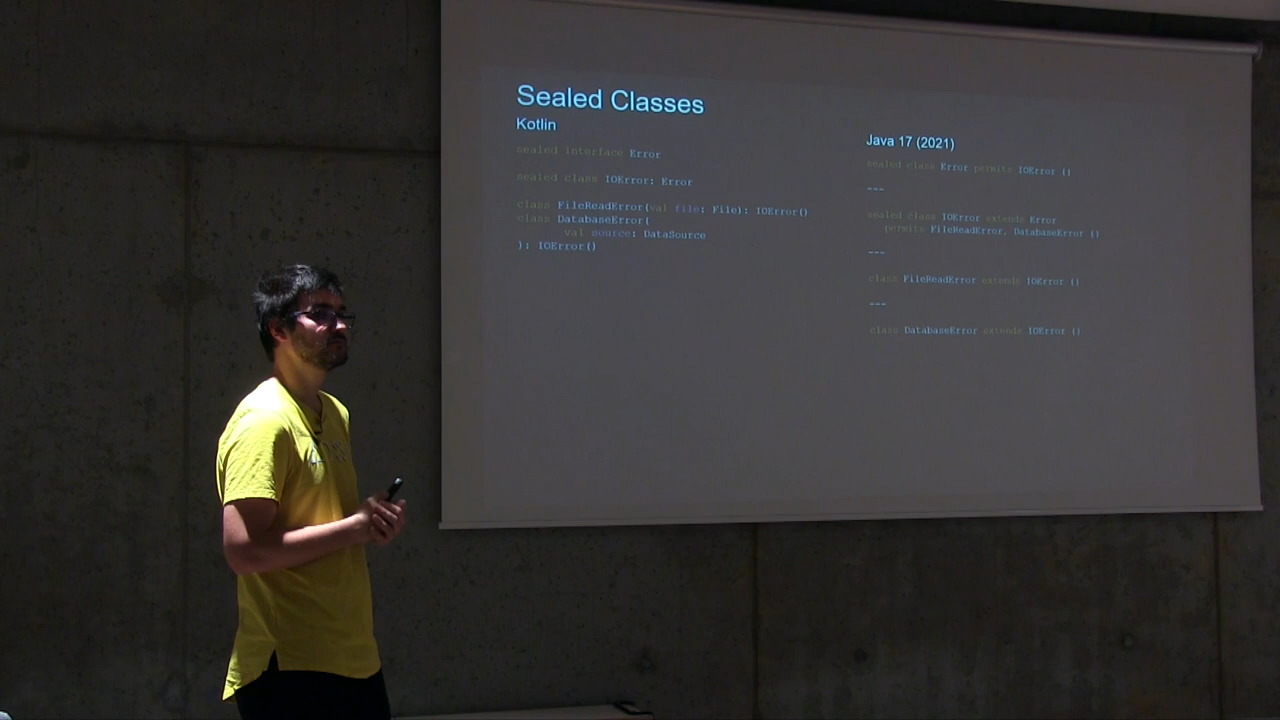 Sealed Classes
Kotlin
sealed interface Error
sealed class IOError: Error
class FileReadError(val file: File): IOError()
class DatabaseError(
val source: DataSource
): IOError()
Java 17 (2021)
sealed class Error permits IOError {}
---
sealed class IOError extends Error
permits FileReadError, DatabaseError {}
---
class FileReadError extends IOError {}
---
class DatabaseError extends IOError {}